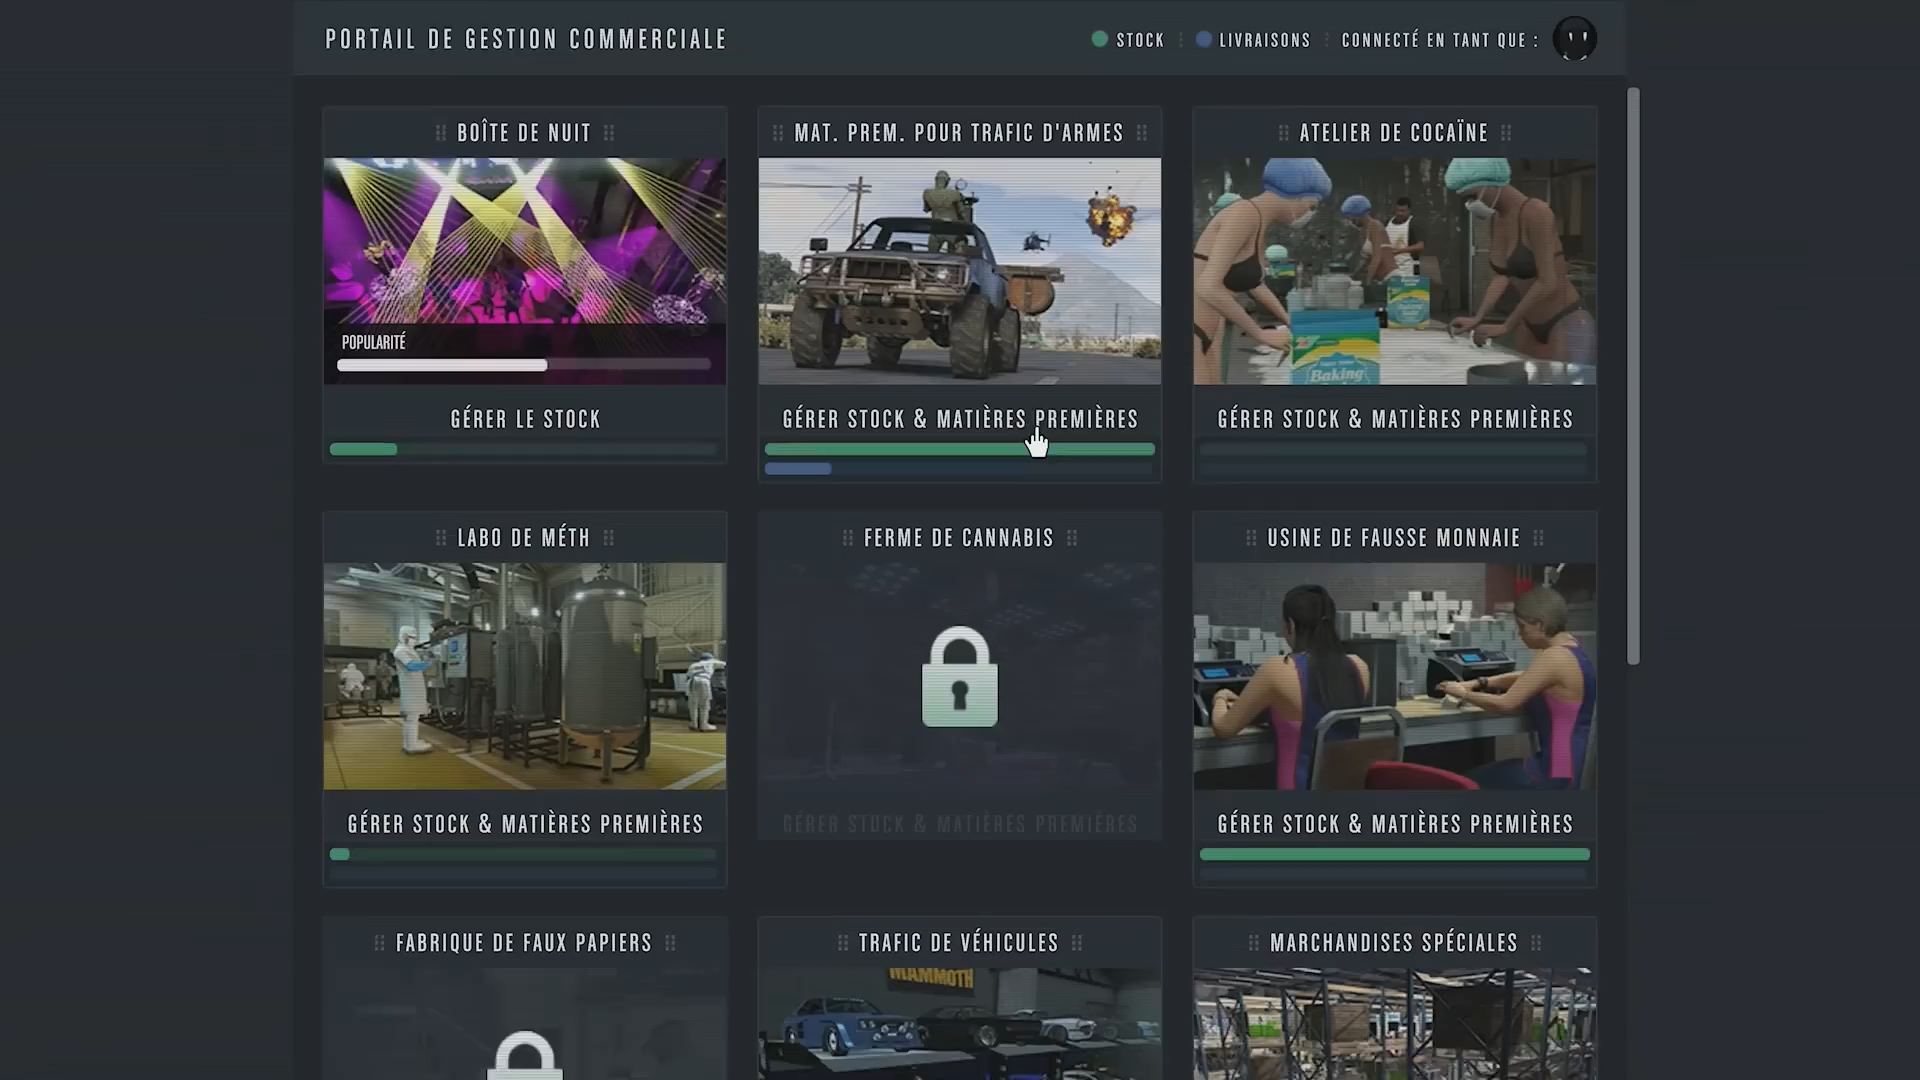 PORTAIL DE GESTION COMMERCIALE
STOCK
LIVRAISONS
CONNECTÉ EN TANT QUE :
BOÎTE DE NUIT
POPULARITÉ
GÉRER LE STOCK
MAT. PREM. POUR TRAFIC D'ARMES
GÉRER STOCK & MATIÈRES PREMIÈRES
ATELIER DE COCAÏNE
Baking
GÉRER STOCK & MATIÈRES PREMIÈRES
LABO DE MÉTH
GÉRER STOCK & MATIÈRES PREMIÈRES
FERME DE CANNABIS
GÉRER STOCK & MATIÈRES PREMIÈRES
USINE DE FAUSSE MONNAIE
GÉRER STOCK & MATIÈRES PREMIÈRES
FABRIQUE DE FAUX PAPIERS
TRAFIC DE VÉHICULES
MAMMOTH
MARCHANDISES SPÉCIALES